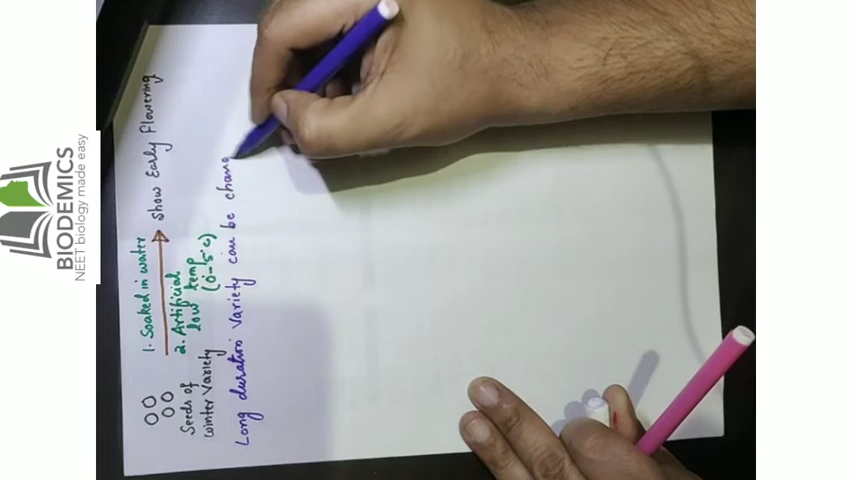 BIODEMICS
NEET biology made easy
1. Soaked in water
2. Artificial
low temp
(0-5°c)
Seeds of
winter Variety
Show Early Flowering
Long duration variety can be chang